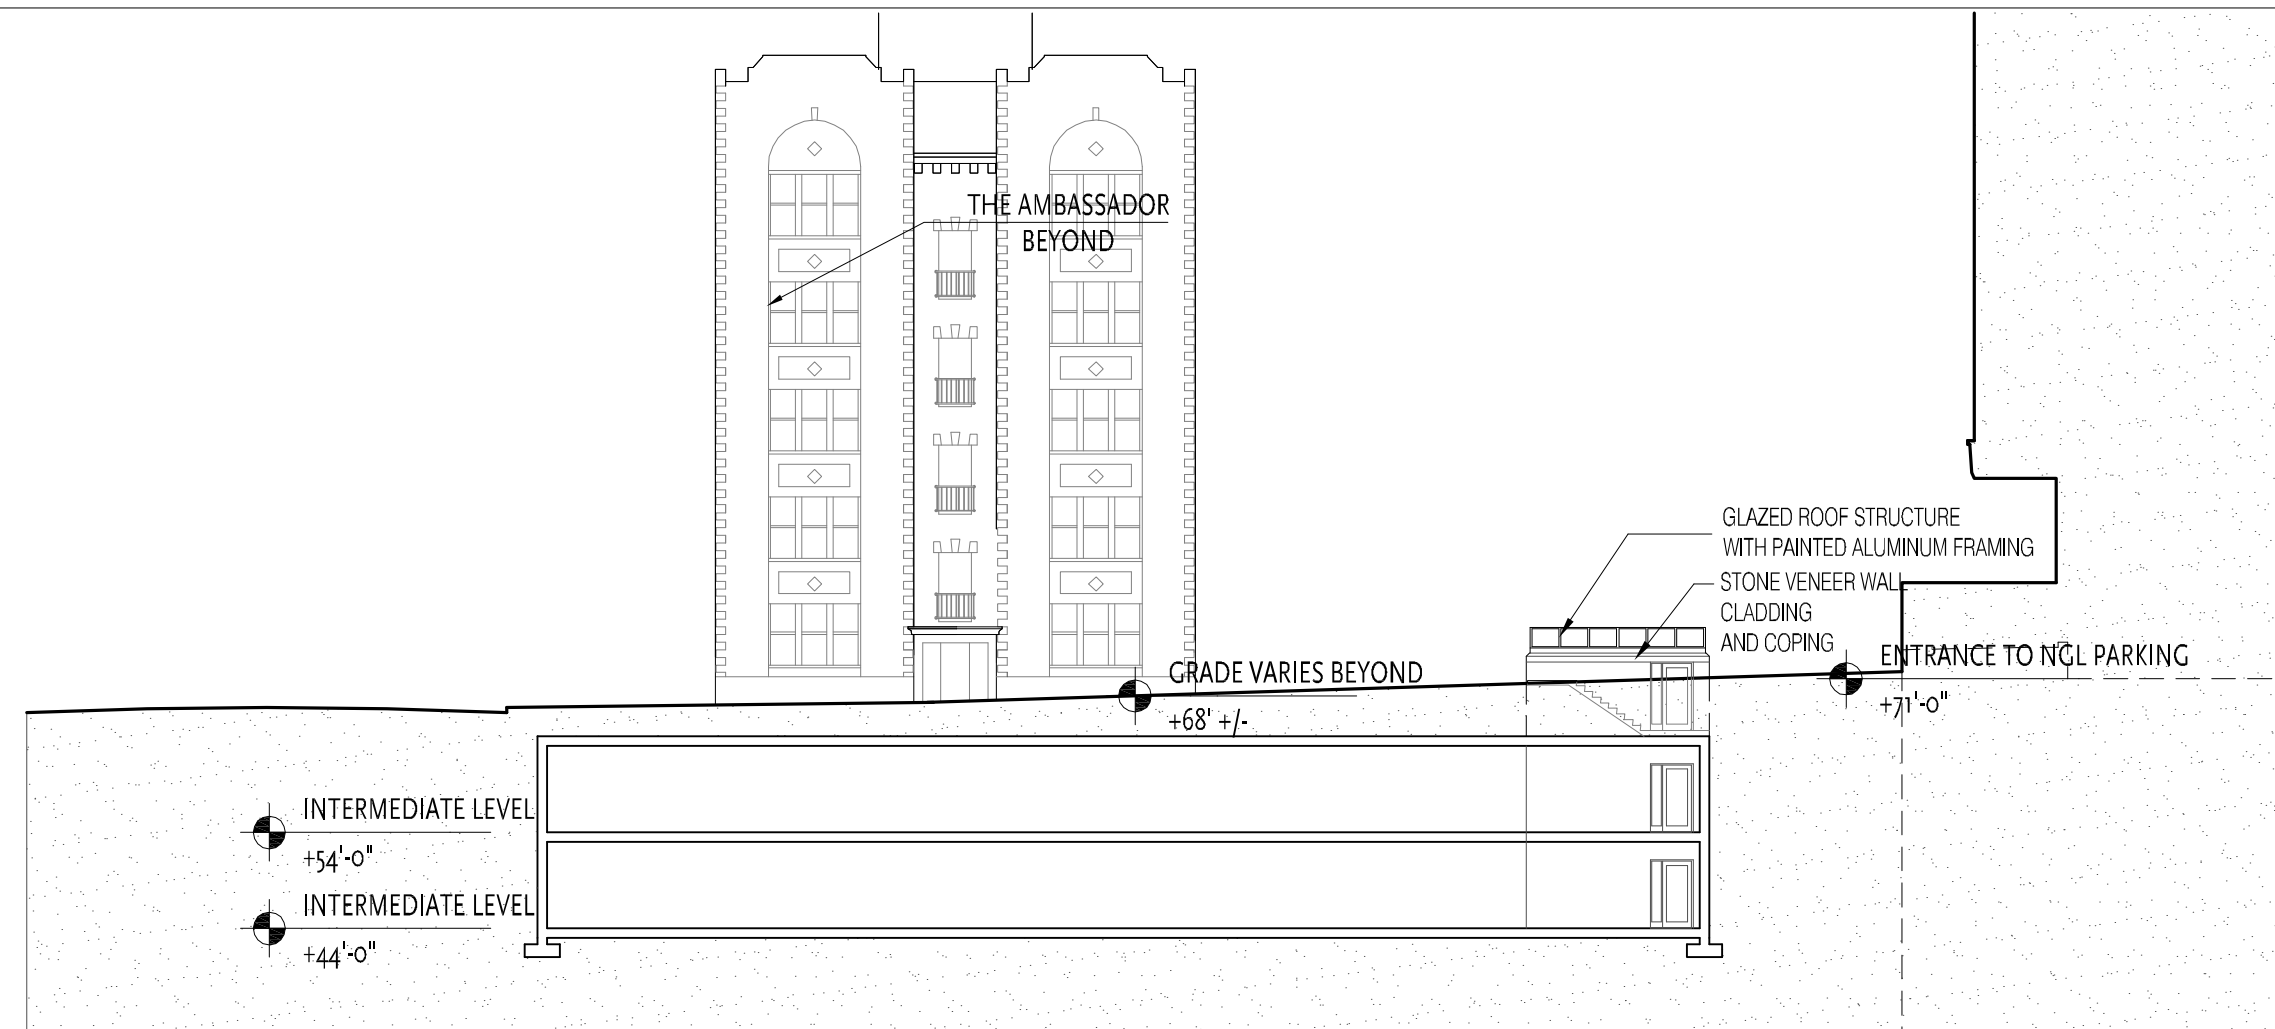 THE AMBASSADOR
BEYOND
GLAZED ROOF STRUCTURE
WITH PAINTED ALUMINUM FRAMING
STONE VENEER WALL
CLADDING
AND COPING
ENTRANCE TO NGL PARKING
+71'-0"
GRADE VARIES BEYOND
+68' +/-
INTERMEDIATE LEVEL
+54'-0"
INTERMEDIATE LEVEL
+44'-0"